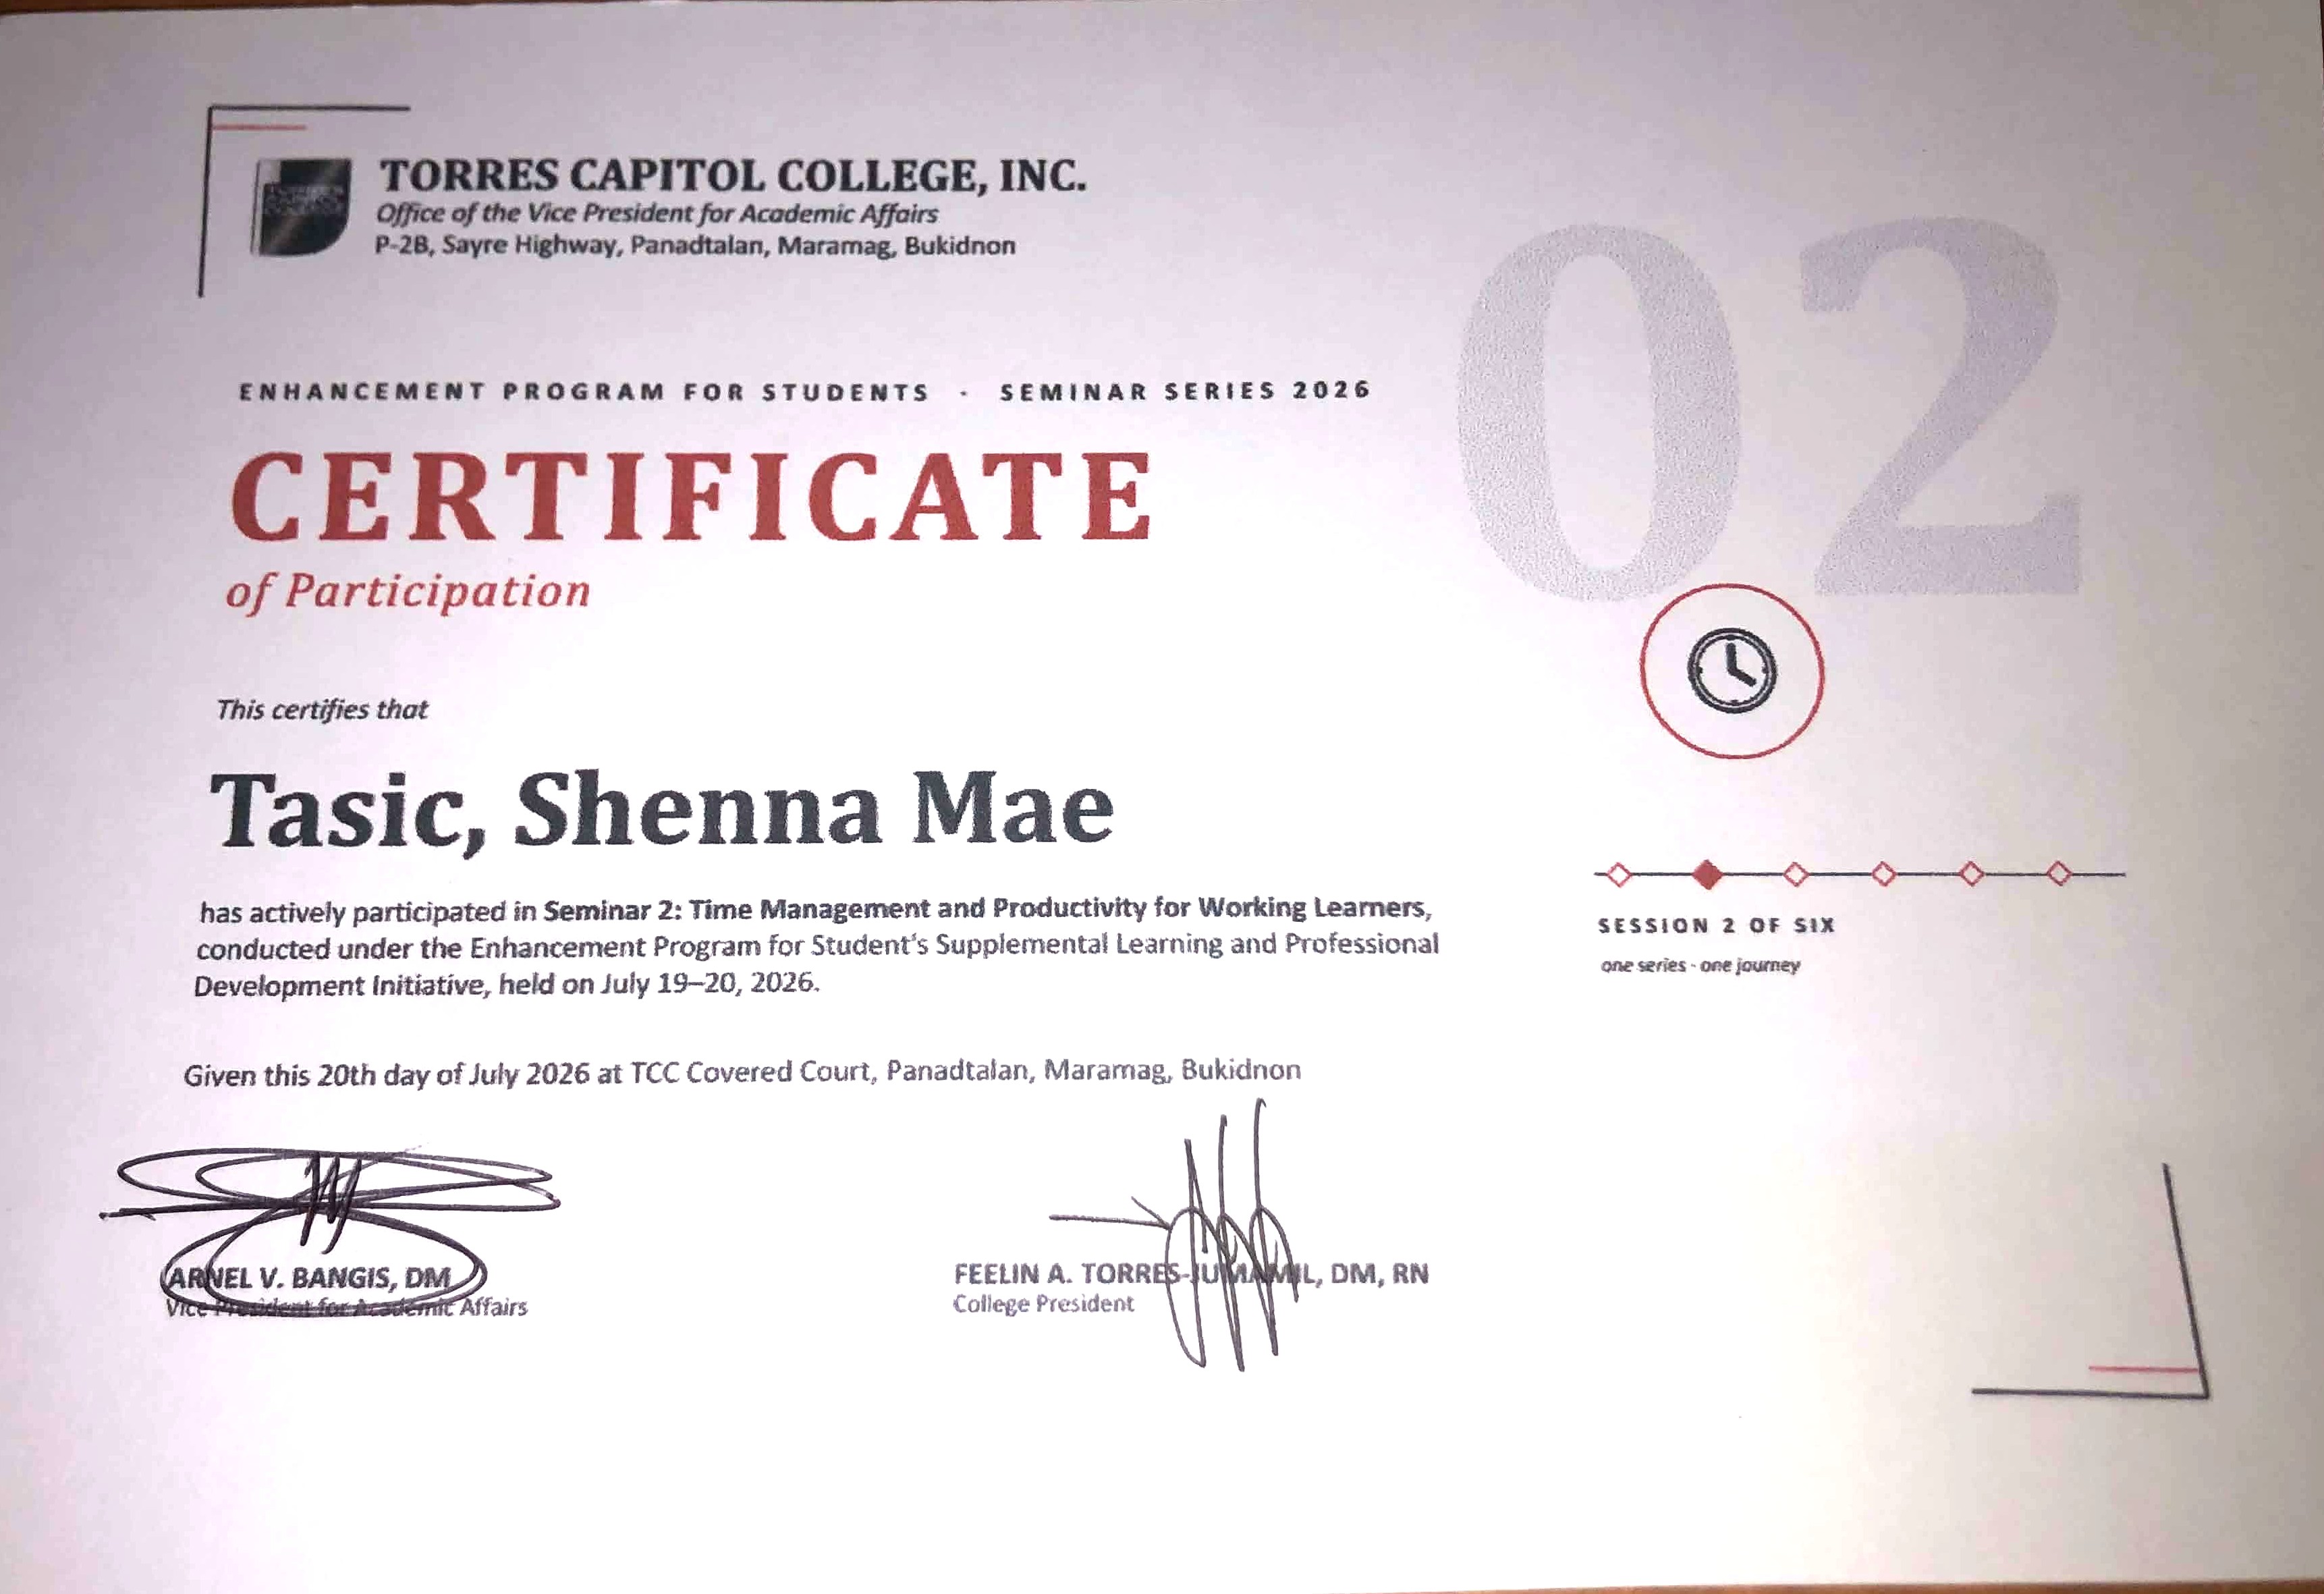 TORRES CAPITOL COLLEGE, INC.
Office of the Vice President for Academic Affairs
P-2B, Sayre Highway, Panadtalan, Maramag, Bukidnon
ENHANCEMENT PROGRAM FOR STUDENTS · SEMINAR SERIES 2026
CERTIFICATE
of Participation
This certifies that
Tasic, Shenna Mae
has actively participated in Seminar 2: Time Management and Productivity for Working Learners,
conducted under the Enhancement Program for Student's Supplemental Learning and Professional
Development Initiative, held on July 19–20, 2026.
Given this 20th day of July 2026 at TCC Covered Court, Panadtalan, Maramag, Bukidnon
ARNEL V. BANGIS, DM
Vice President for Academic Affairs
FEELIN A. TORRES-JUMAMIL, DM, RN
College President
02
SESSION 2 OF SIX
one series · one journey